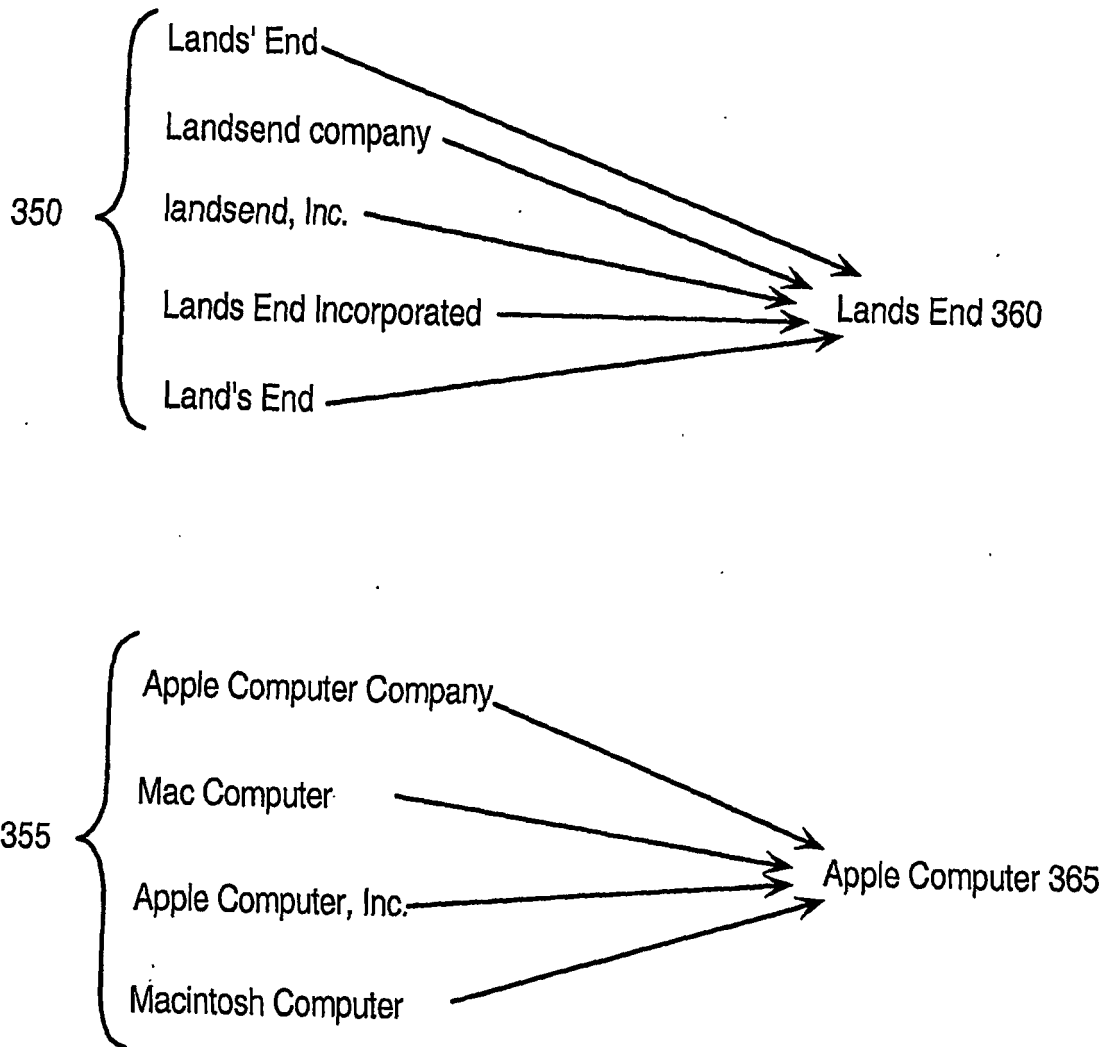 Lands' End
Landsend company
350
landsend, Inc.
Lands End Incorporated
Lands End 360
Land's End
Apple Computer Company
Mac Computer
355
Apple Computer 365
Apple Computer, Inc.
Macintosh Computer